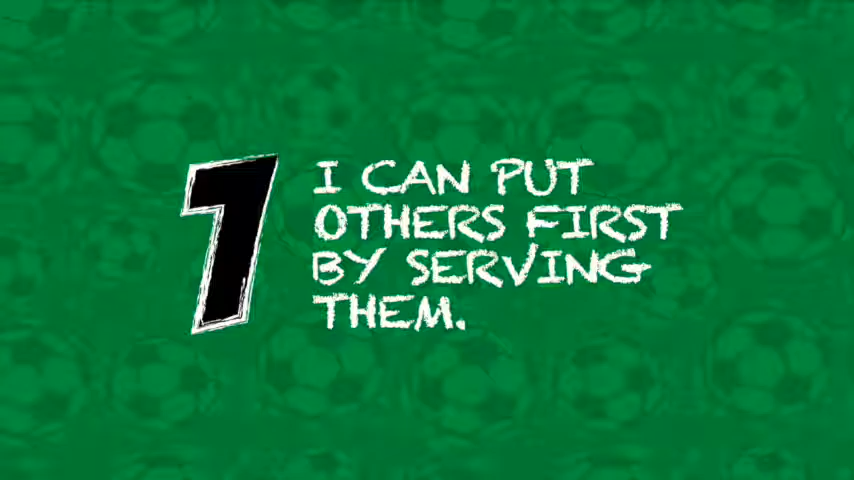 1
I CAN PUT
OTHERS FIRST
BY SERVING
THEM.